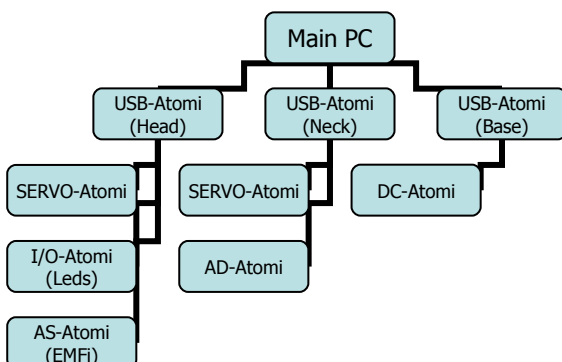 Main PC
USB-Atomi
(Head)
USB-Atomi
(Neck)
USB-Atomi
(Base)
SERVO-Atomi
SERVO-Atomi
DC-Atomi
I/O-Atomi
(Leds)
AD-Atomi
AS-Atomi
(EMFi)